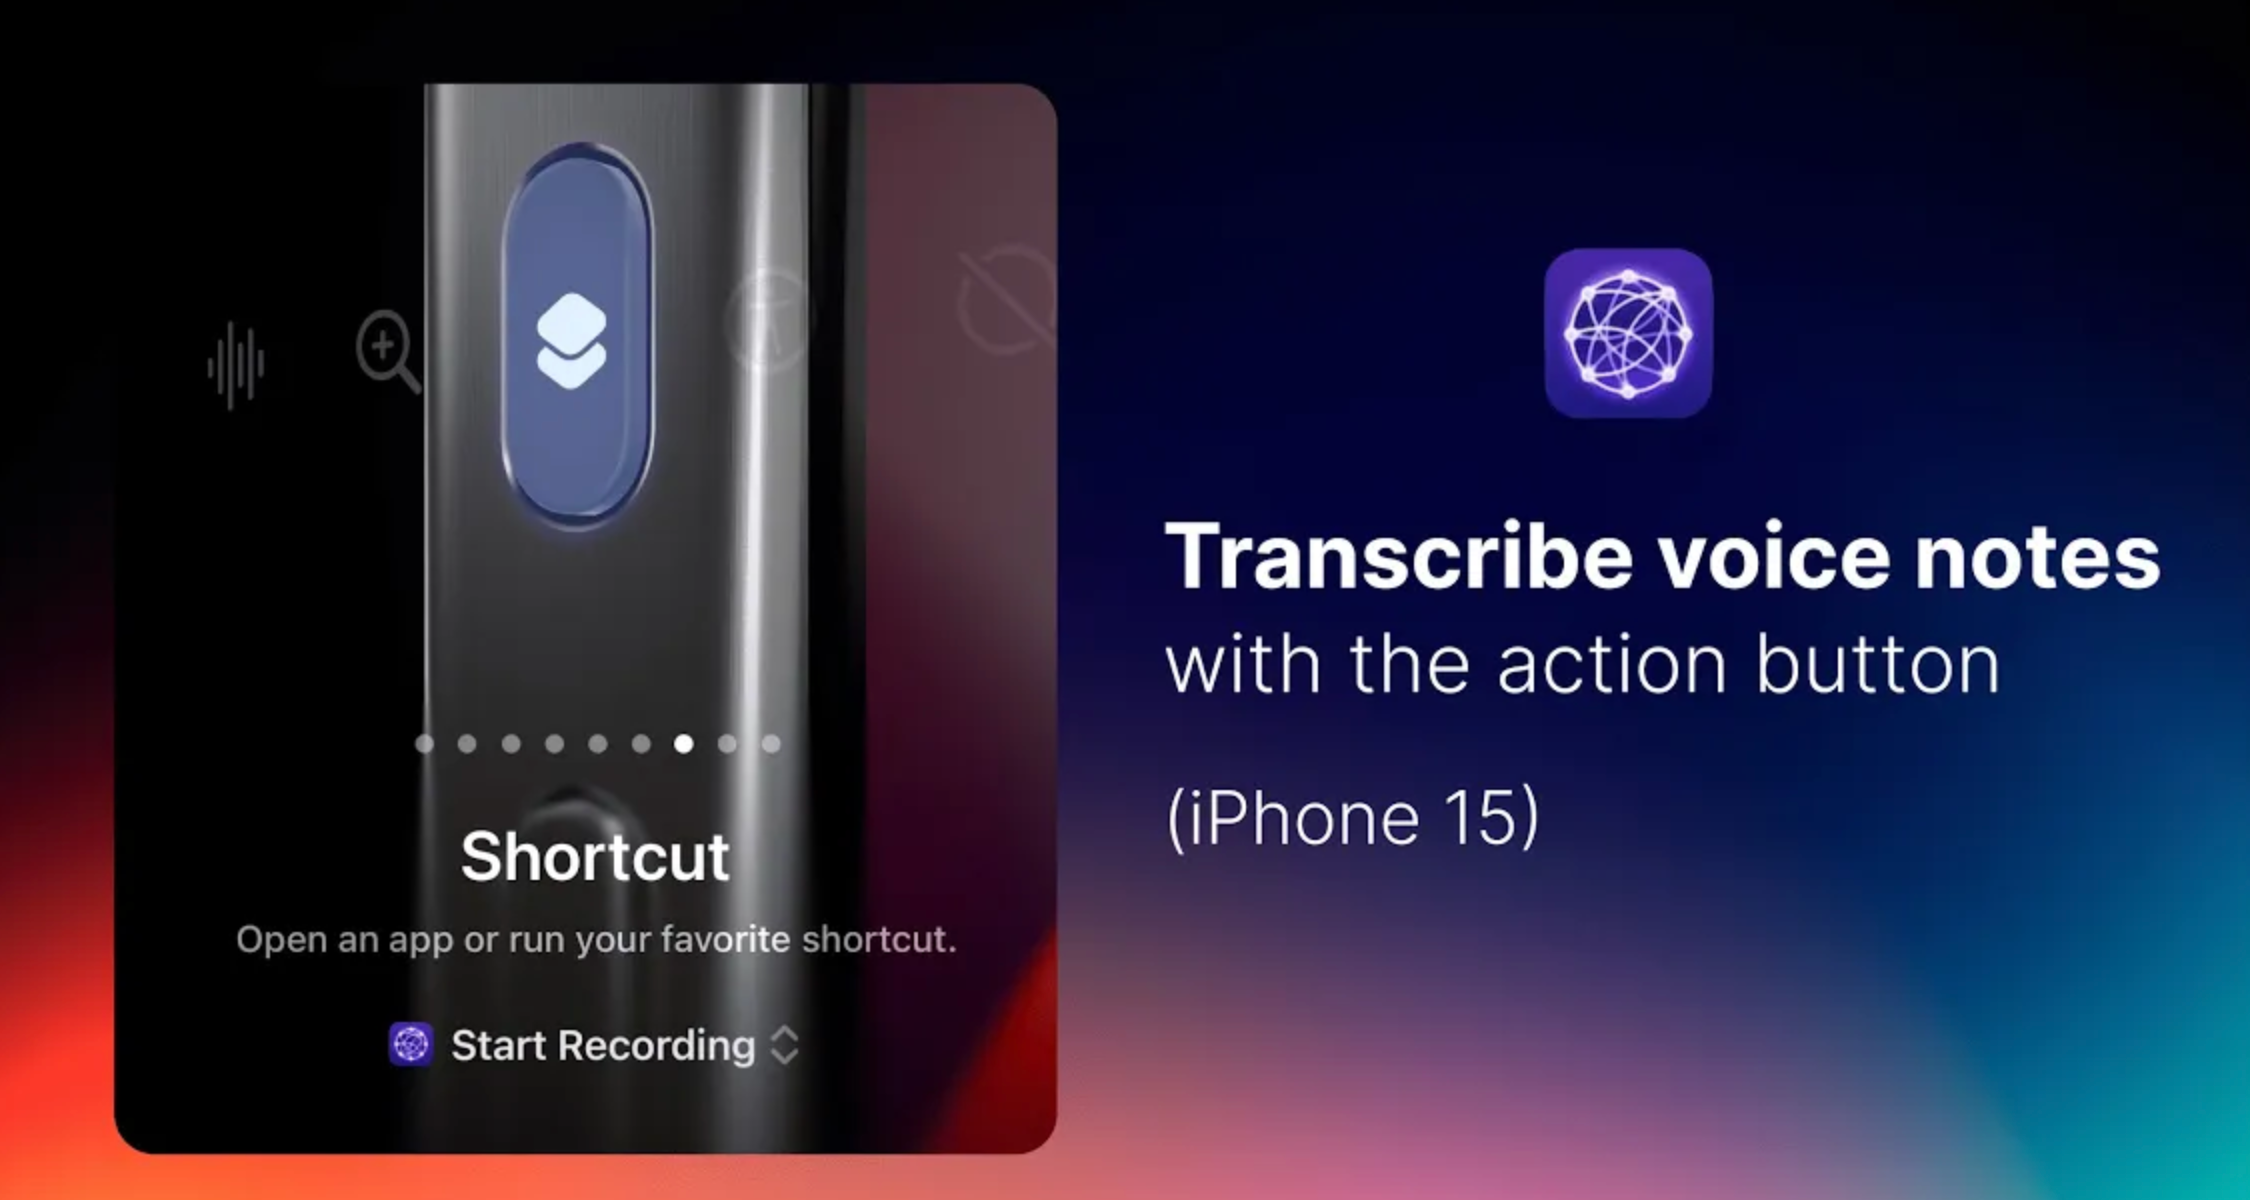 Shortcut
Open an app or run your favorite shortcut.
Start Recording
Transcribe voice notes
with the action button
(iPhone 15)